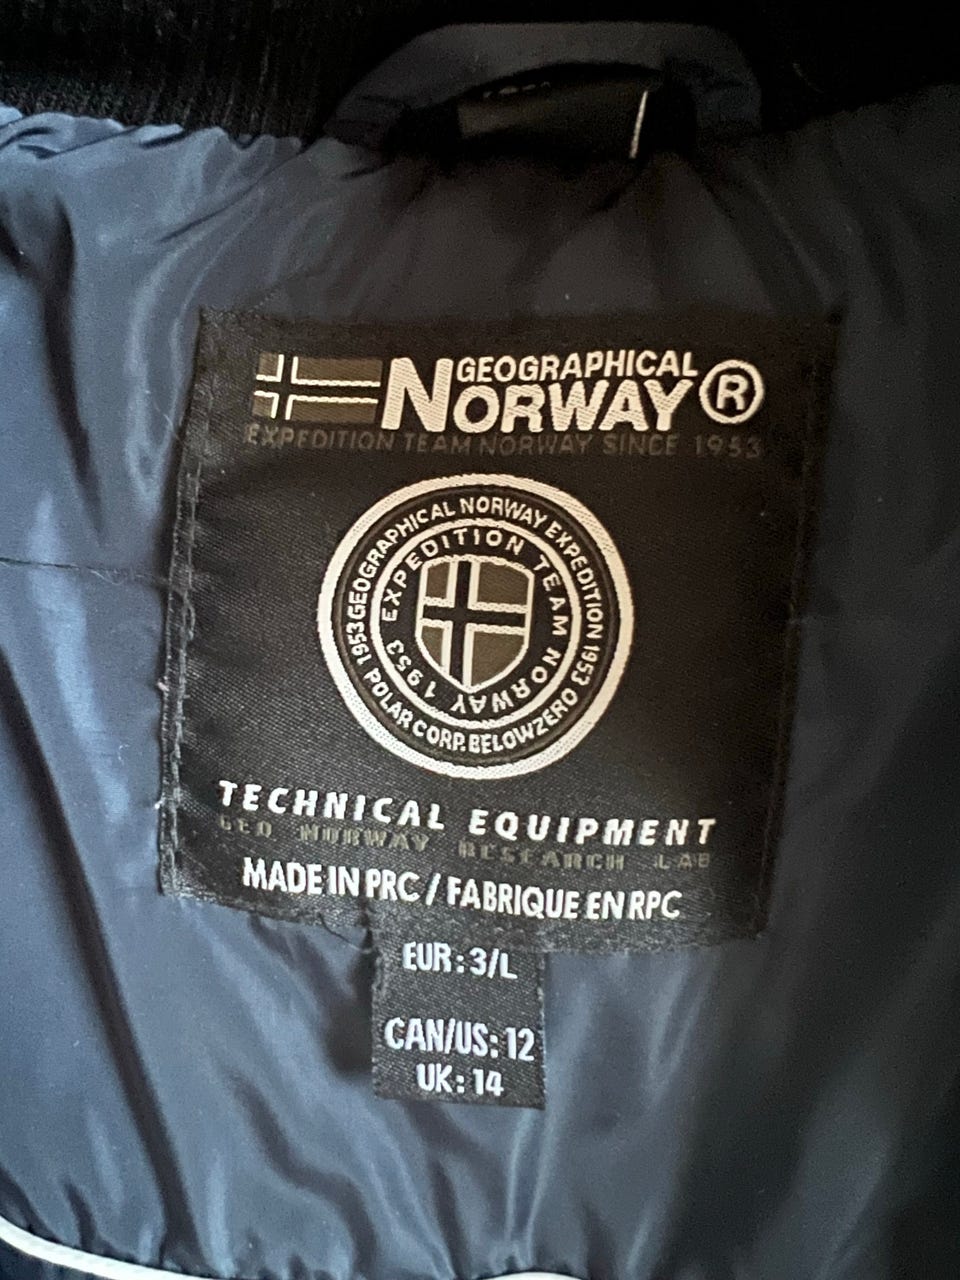 GEOGRAPHICAL
NORWAY ®
EXPEDITION TEAM NORWAY SINCE 1953
GEOGRAPHICAL NORWAY EXPEDITION 1953
POLAR CORP. BELOWZERO
1953
EXPEDITION TEAM NORWAY 1953
TECHNICAL EQUIPMENT
GEO NORWAY RESEARCH LAB
MADE IN PRC / FABRIQUE EN RPC
EUR: 3/L
CAN/US: 12
UK: 14